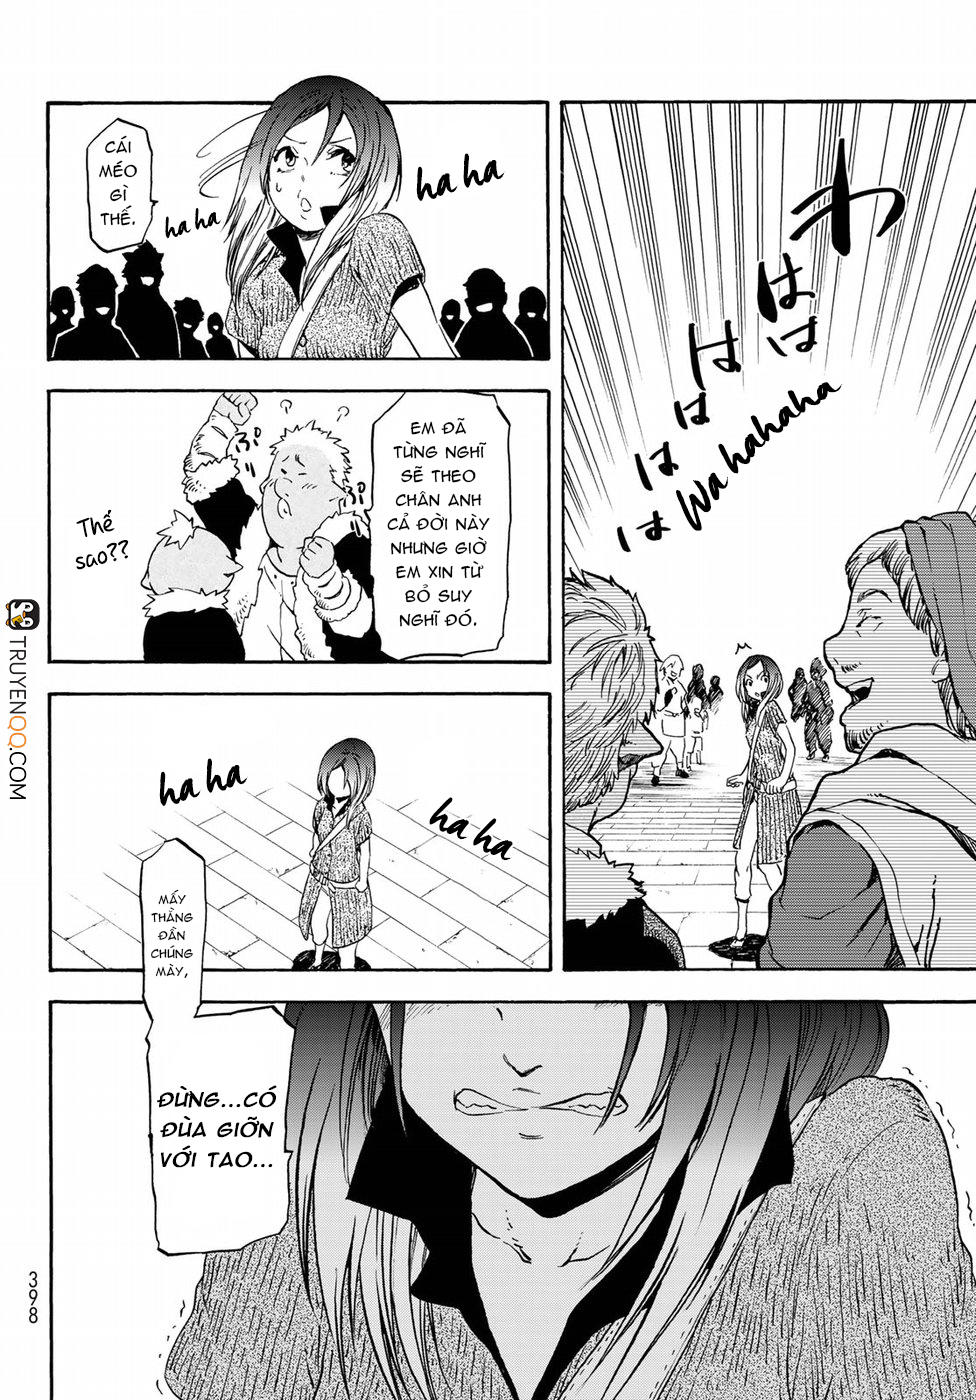 わ
はは
はは
は
は
は
Wa hahaha
CÁI
MÉO
GÌ
THẾ.
ha ha
ha ha
EM ĐÃ
TỪNG NGHĨ
SẼ THEO
CHÂN ANH
CẢ ĐỜI NÀY
NHƯNG GIỜ
EM XIN TỪ
BỎ SUY
NGHĨ ĐÓ.
Thế
sao??
ha ha
ha ha
MẤY
THẰNG
ĐẦN
CHÚNG
MÀY,
ĐỪNG...CÓ
ĐÙA GIỠN
VỚI TAO...
TRUYENQQ.COM
398